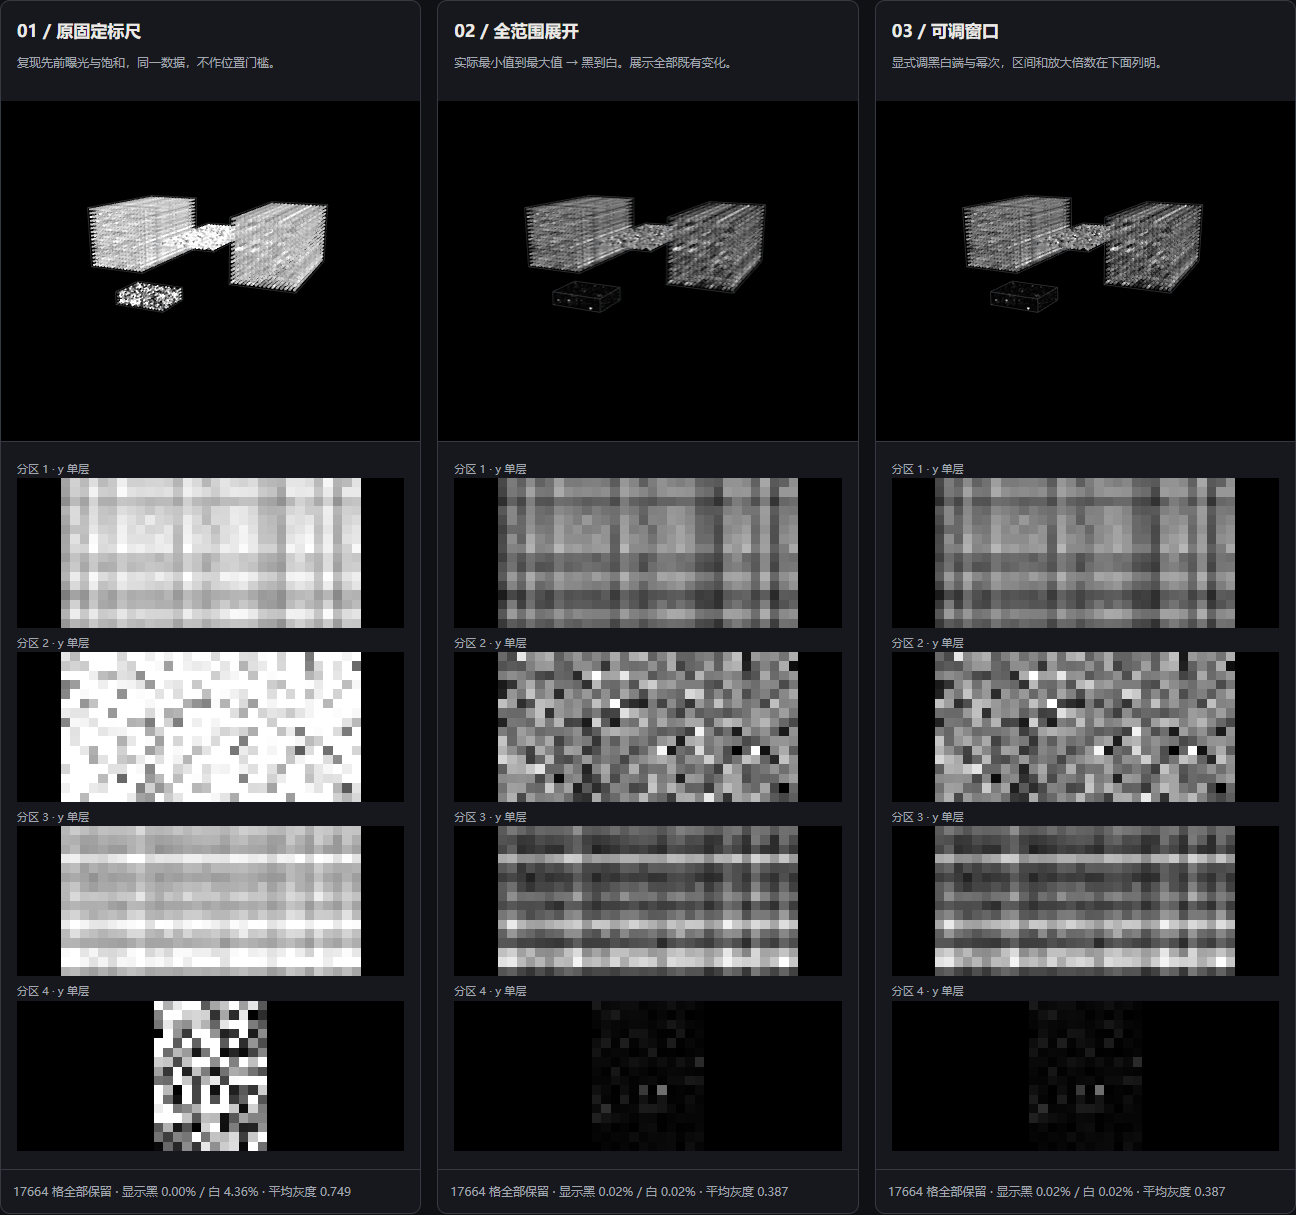 01 / 原固定标尺
复现先前曝光与饱和，同一数据，不作位置门槛。
分区 1 · y 单层
分区 2 · y 单层
分区 3 · y 单层
分区 4 · y 单层
17664 格全部保留 · 显示黑 0.00% / 白 4.36% · 平均灰度 0.749
02 / 全范围展开
实际最小值到最大值 → 黑到白。展示全部既有变化。
分区 1 · y 单层
分区 2 · y 单层
分区 3 · y 单层
分区 4 · y 单层
17664 格全部保留 · 显示黑 0.02% / 白 0.02% · 平均灰度 0.387
03 / 可调窗口
显式调黑白端与幂次，区间和放大倍数在下面列明。
分区 1 · y 单层
分区 2 · y 单层
分区 3 · y 单层
分区 4 · y 单层
17664 格全部保留 · 显示黑 0.02% / 白 0.02% · 平均灰度 0.387